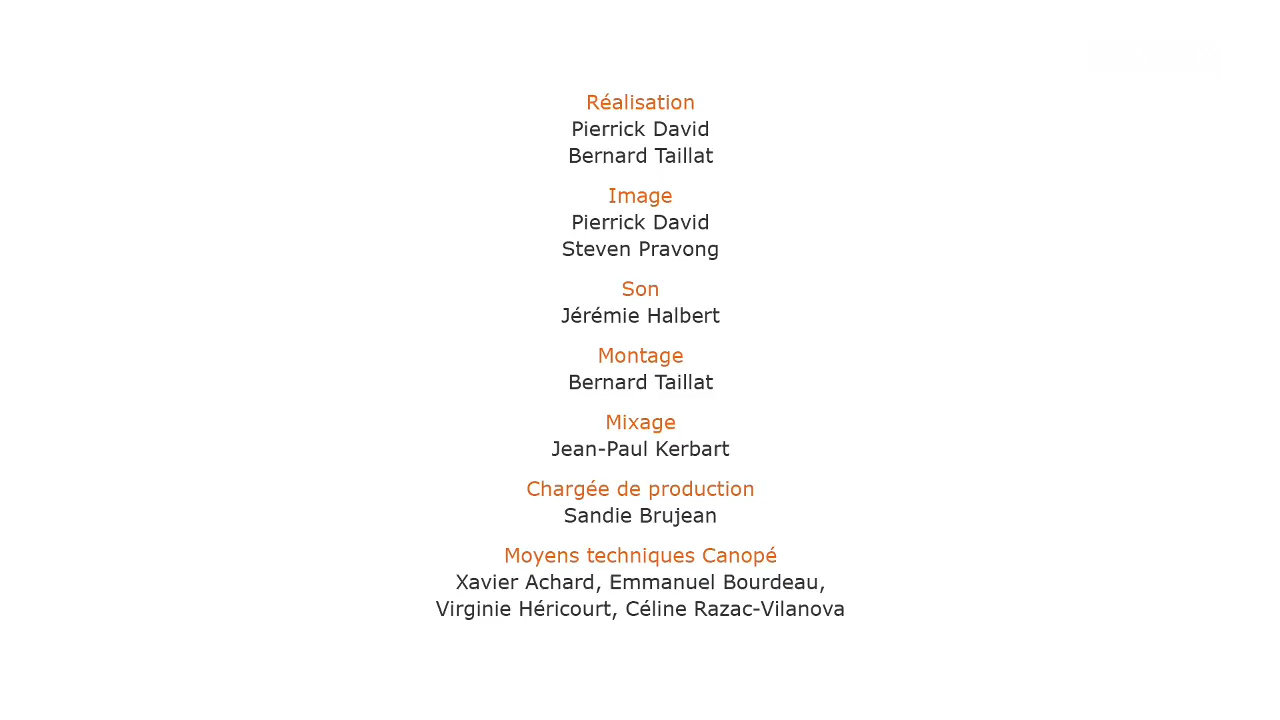 Réalisation
Pierrick David
Bernard Taillat
Image
Pierrick David
Steven Pravong
Son
Jérémie Halbert
Montage
Bernard Taillat
Mixage
Jean-Paul Kerbart
Chargée de production
Sandie Brujean
Moyens techniques Canopé
Xavier Achard, Emmanuel Bourdeau,
Virginie Héricourt, Céline Razac-Vilanova